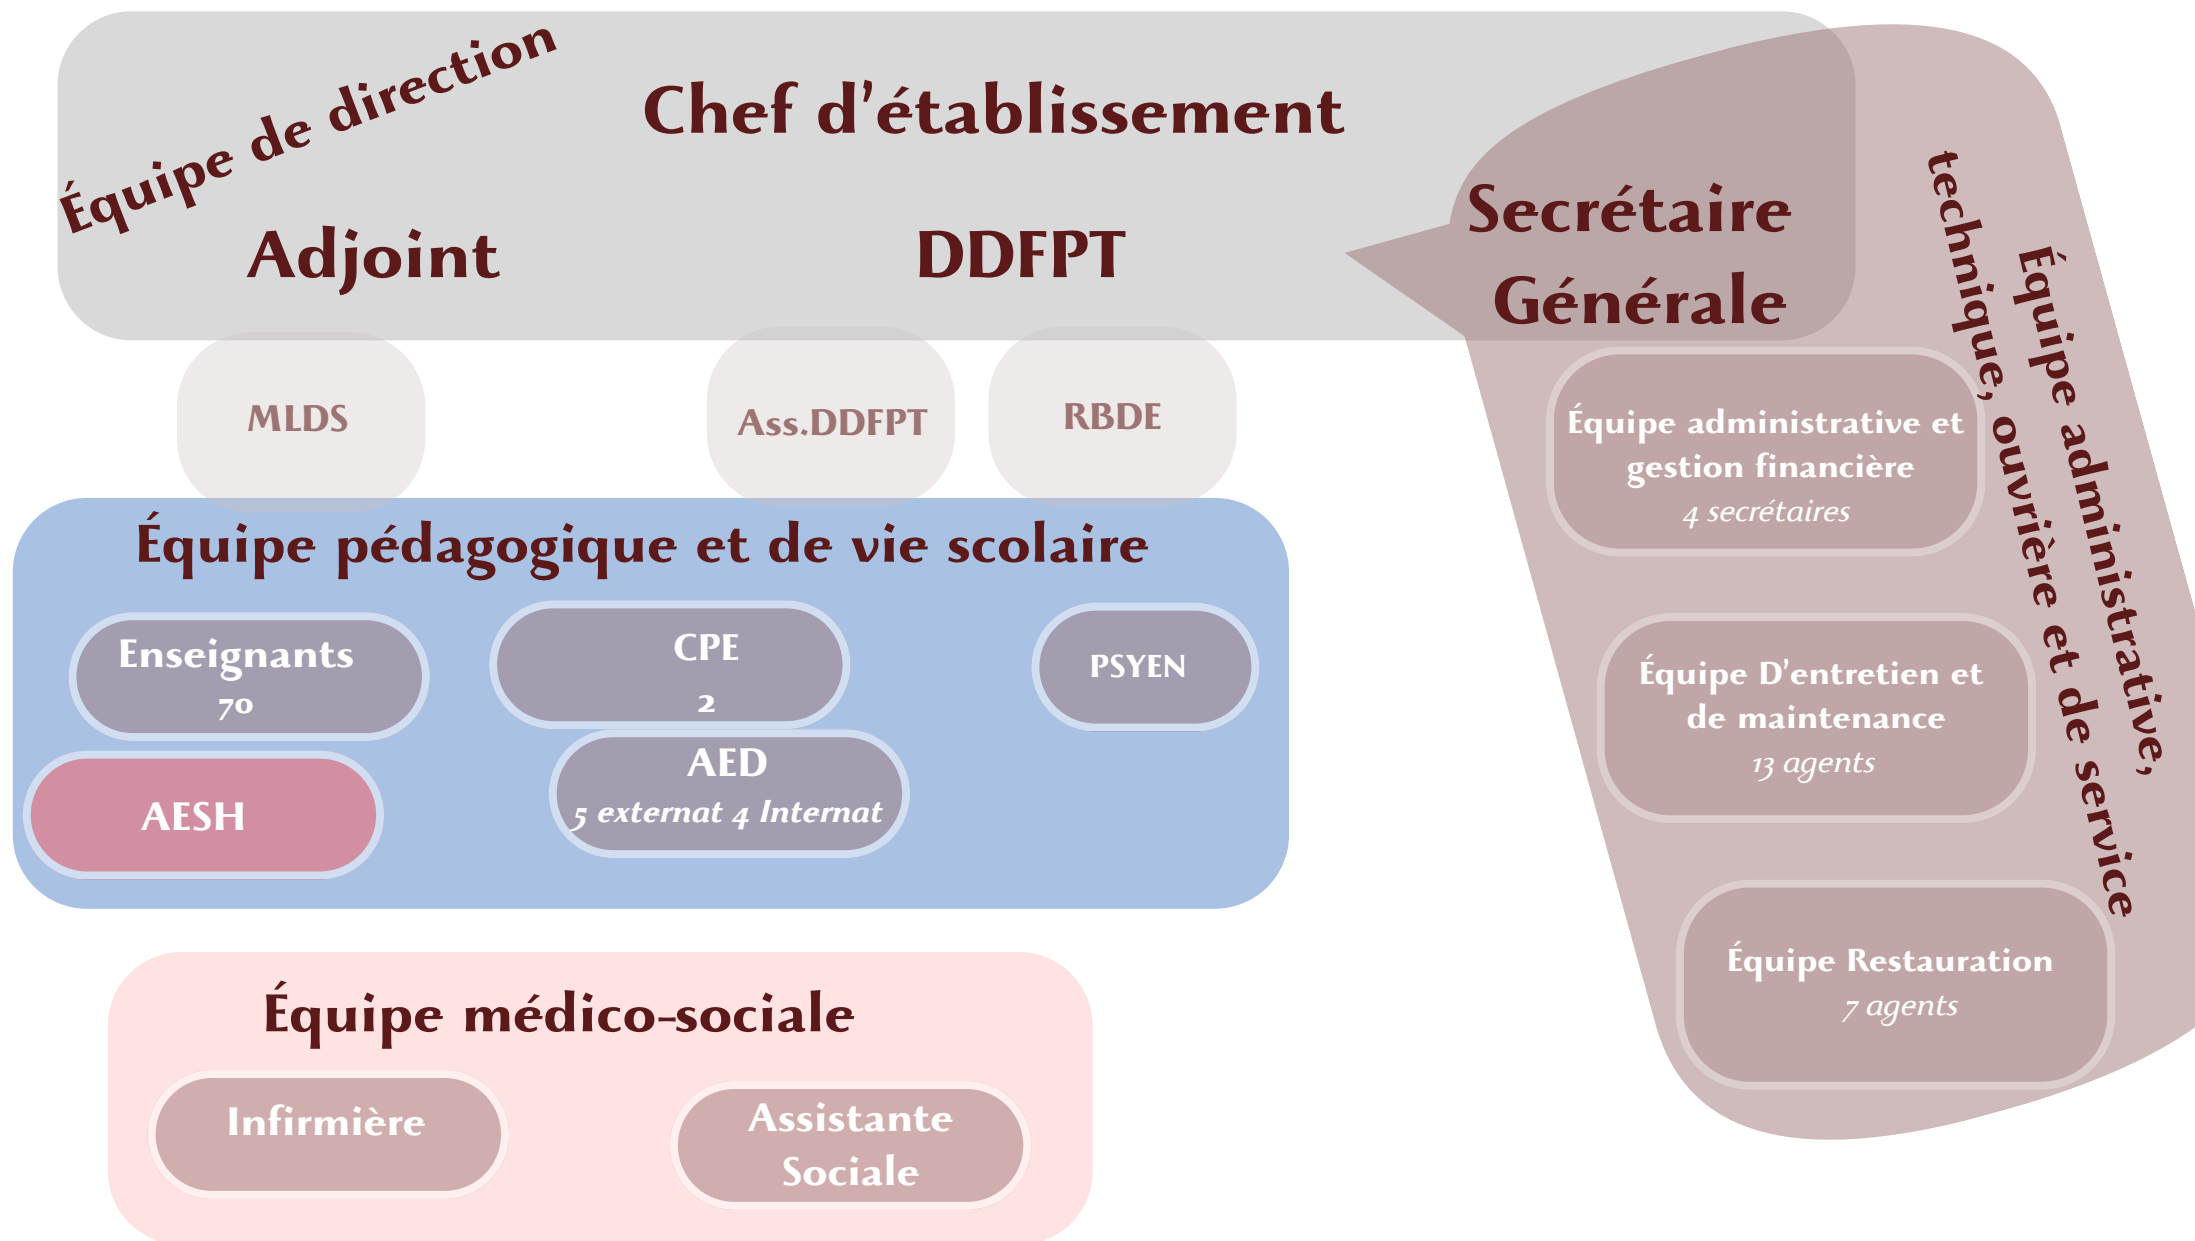 Équipe de direction
Chef d'établissement
Adjoint
DDFPT
Secrétaire
Générale
MLDS
Ass.DDFPT
RBDE
Équipe pédagogique et de vie scolaire
Enseignants
70
CPE
2
PSYEN
AESH
AED
5 externat 4 Internat
Équipe médico-sociale
Infirmière
Assistante
Sociale
Équipe administrative,
technique, ouvrière et de service
Équipe administrative et
gestion financière
4 secrétaires
Équipe D'entretien et
de maintenance
13 agents
Équipe Restauration
7 agents